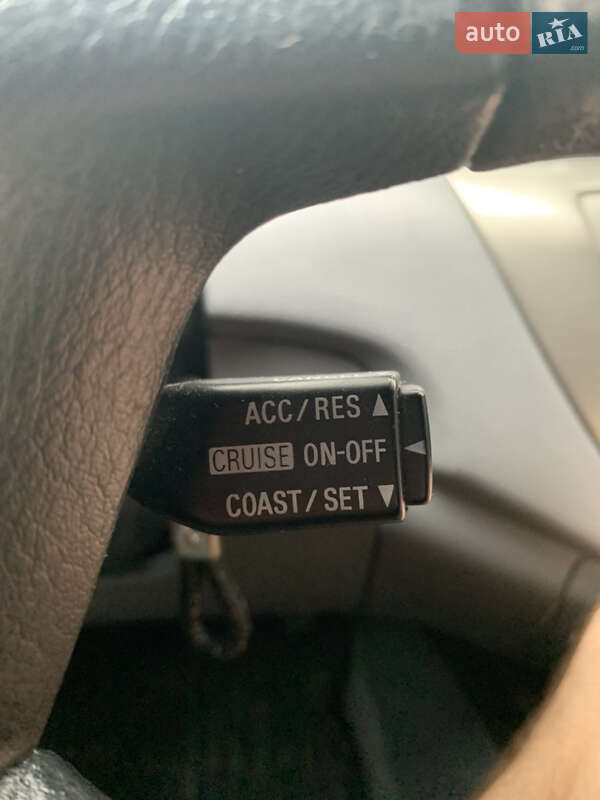 auto RIA
.com
ACC/RES ▲
CRUISE ON-OFF ◀
COAST/SET ▼